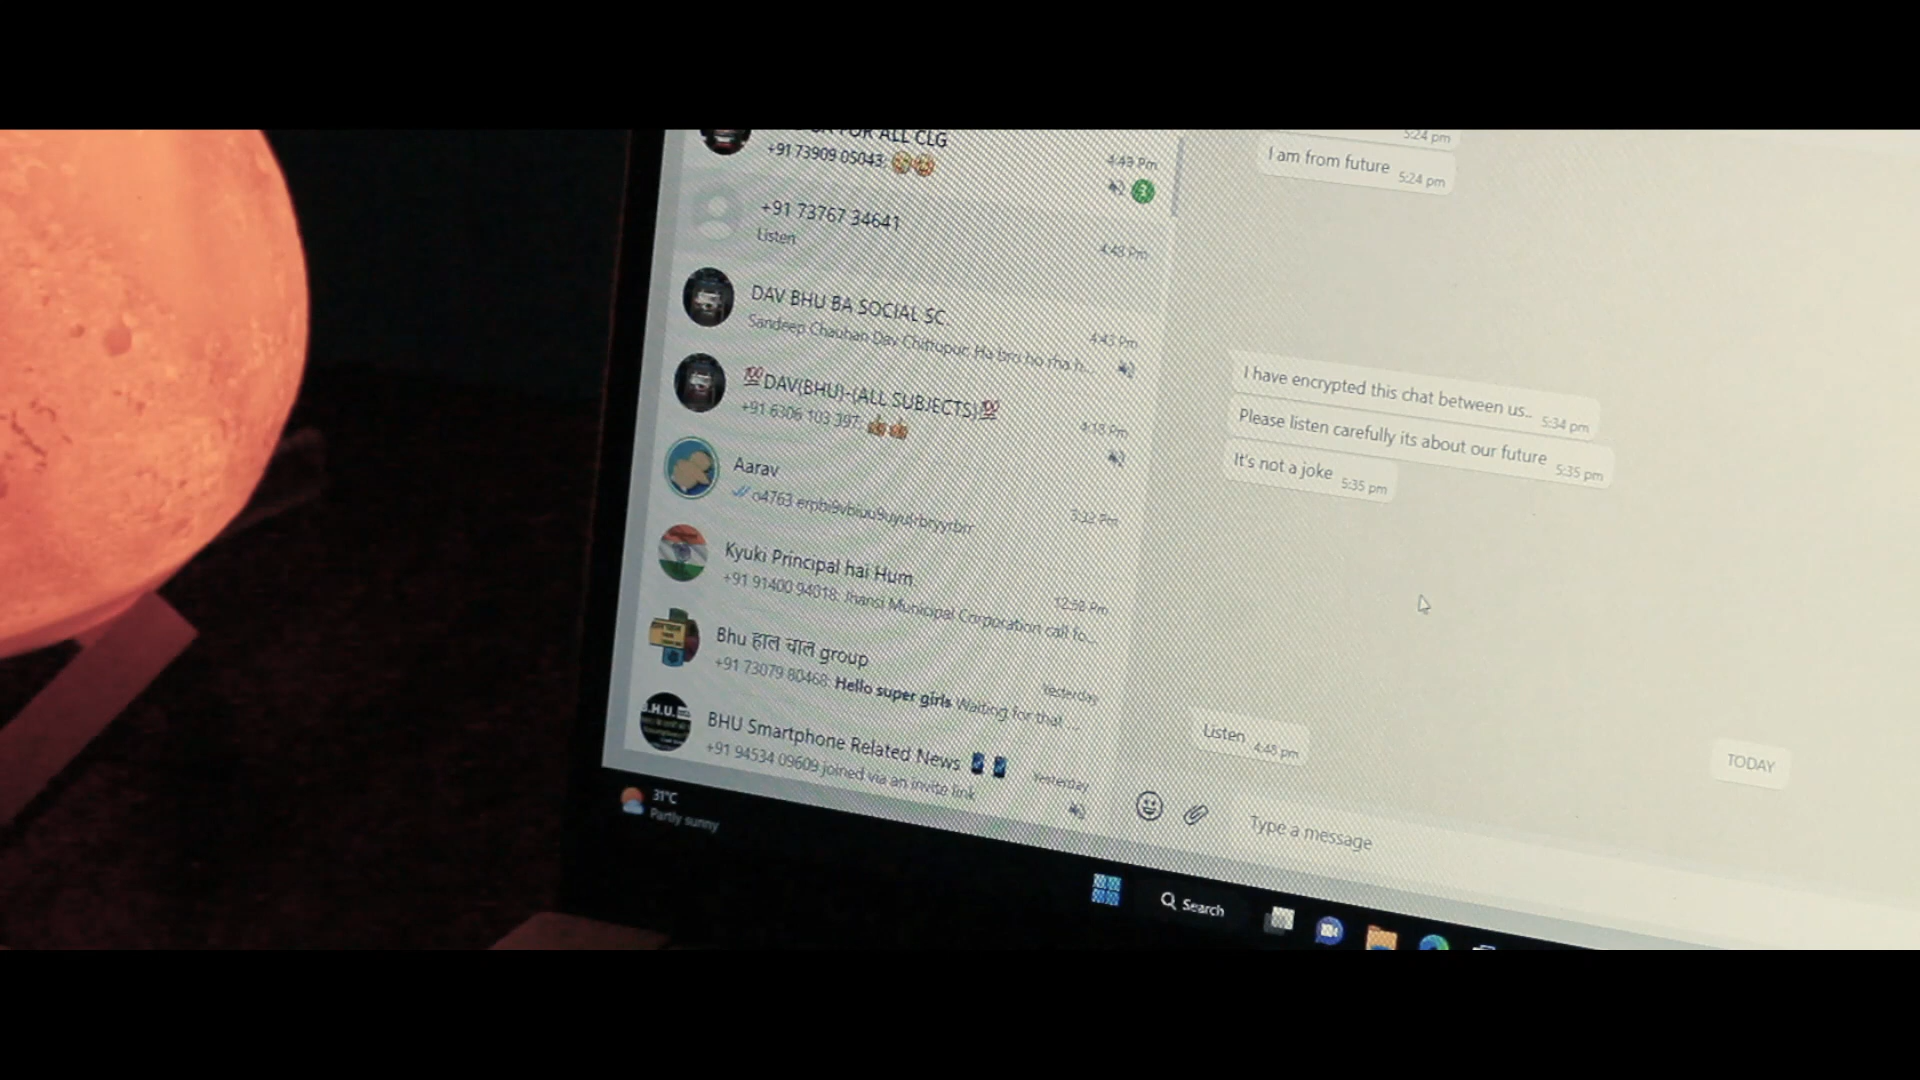 FOR ALL CLG
+91 73909 05043:
4:49 Pm
3
+91 73767 34641
Listen
4:48 Pm
DAV BHU BA SOCIAL SC.
Sandeep Chauhan Dav Chittupur: Ha bro ho rha h...
4:43 Pm
💯DAV(BHU)-(ALL SUBJECTS)💯
+91 6306 103 397: 👍👍
4:18 Pm
Aarav
3:32 Pm
Kyuki Principal hai Hum
+91 91400 94018: Jhansi Municipal Corporation call fo...
12:58 Pm
Bhu हाल चाल group
+91 73079 80468: Hello super girls Waiting for that ...
Yesterday
B.H.U.
BHU Smartphone Related News
+91 94534 09609 joined via an invite link
Yesterday
5:24 pm
I am from future 5:24 pm
I have encrypted this chat between us.. 5:34 pm
Please listen carefully its about our future 5:35 pm
It's not a joke 5:35 pm
TODAY
Listen 4:48 pm
Type a message
31°C
Partly sunny
Search